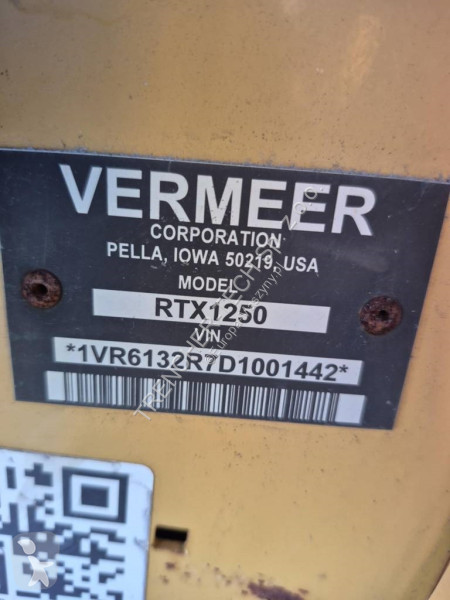 VERMEER
CORPORATION
PELLA, IOWA 50219, USA
MODEL
RTX1250
VIN
*1VR6132R7D1001442*